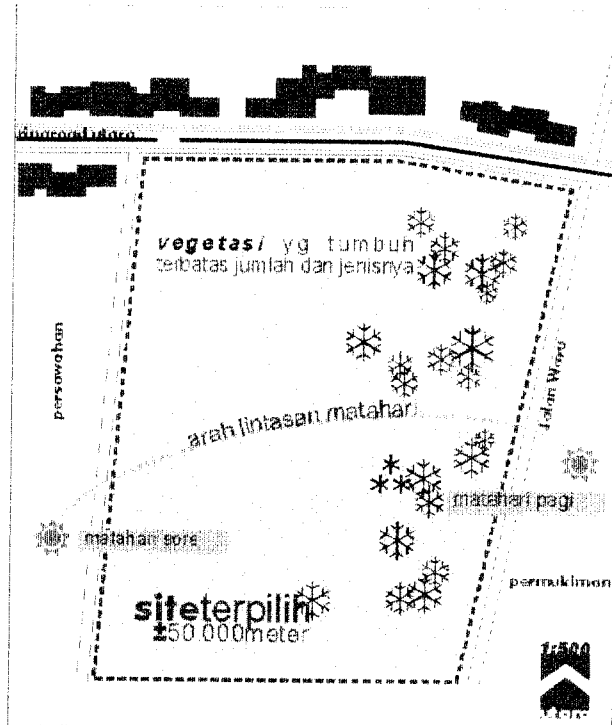 vegetasi yg tumbuh
terbatas jumlah dan jenisnya
persawahan
Jalan Waru
arah lintasan matahari
matahari pagi
matahari sore
permukiman
siteterpilih
±50.000meter
1:500